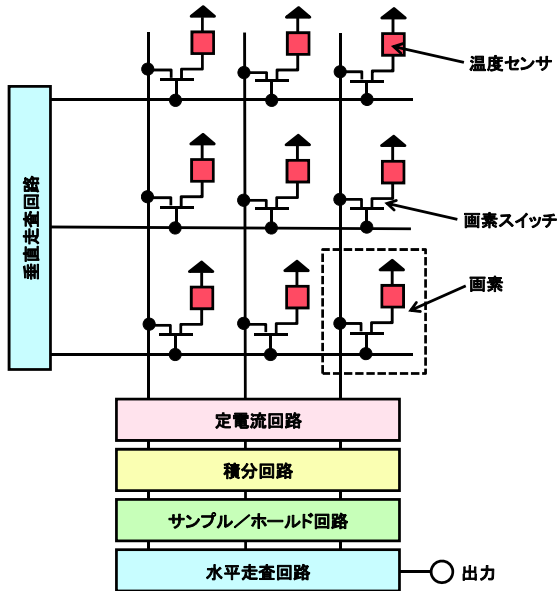 温度センサ
垂直走査回路
画素スイッチ
画素
定電流回路
積分回路
サンプル／ホールド回路
水平走査回路
出力